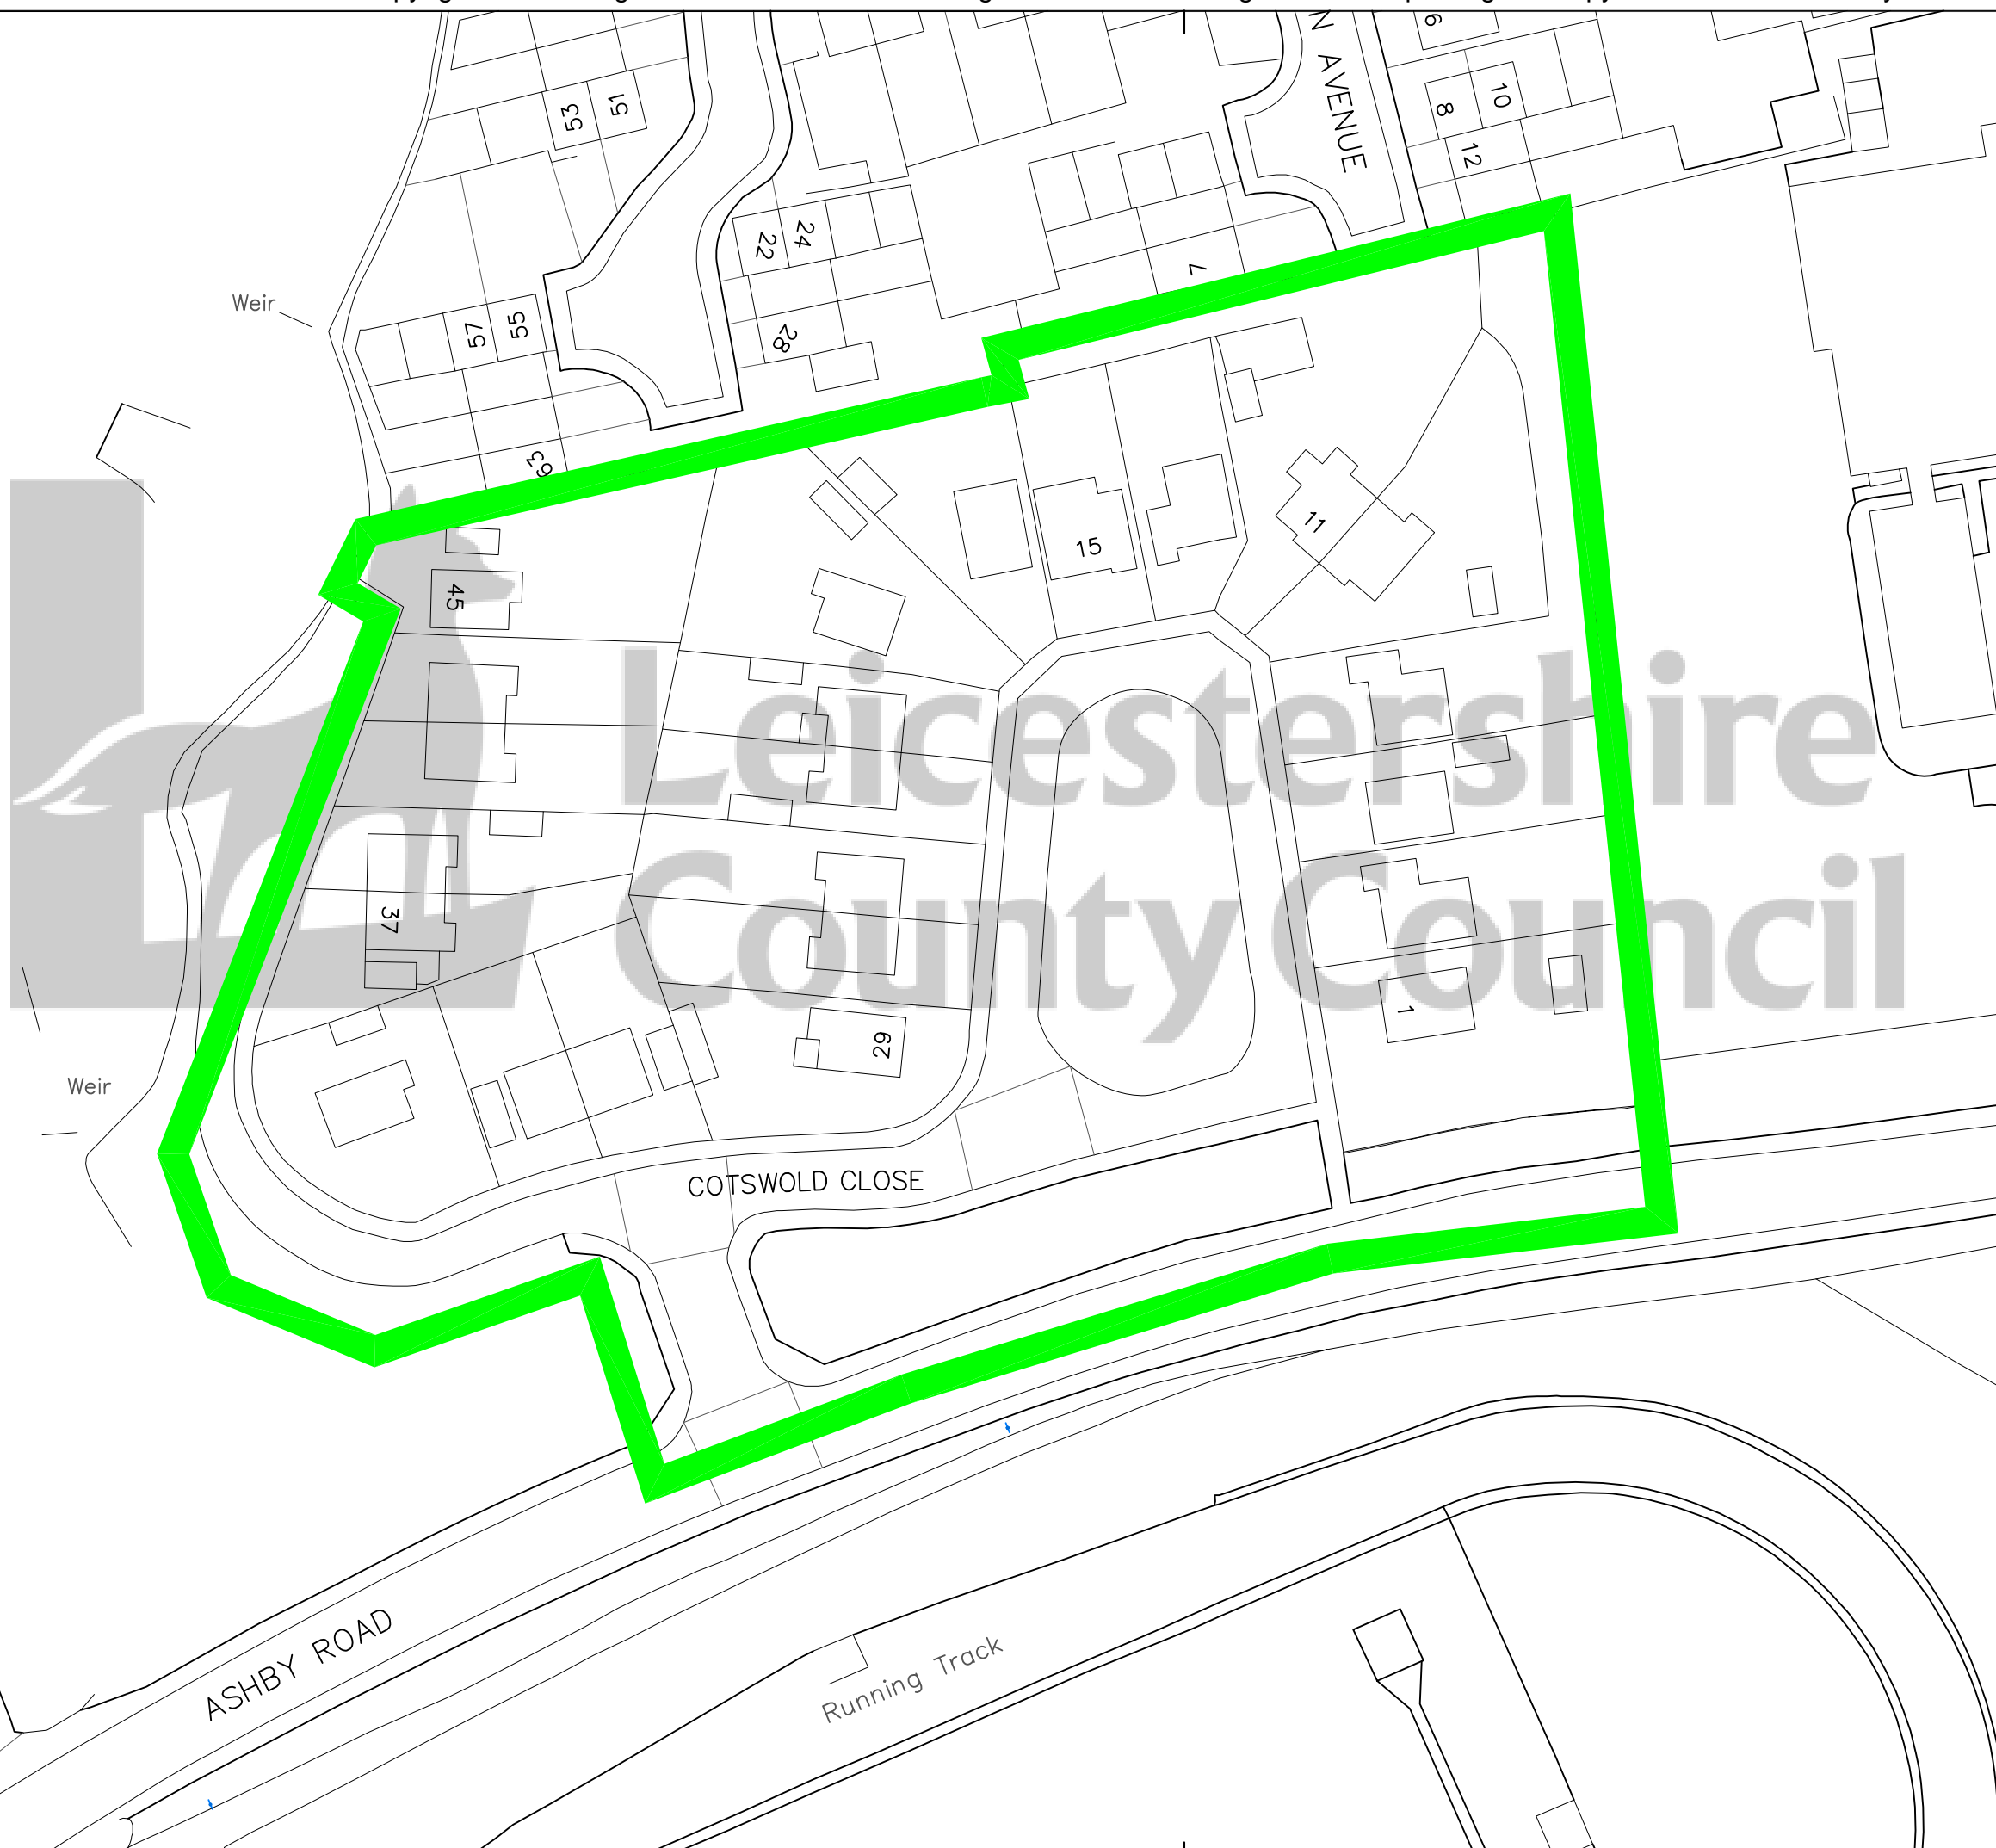 N AVENUE
6
8
10
12
53
51
22
24
28
7
57
55
63
Weir
45
15
11
Leicestershire
County Council
37
29
1
Weir
COTSWOLD CLOSE
ASHBY ROAD
Running Track